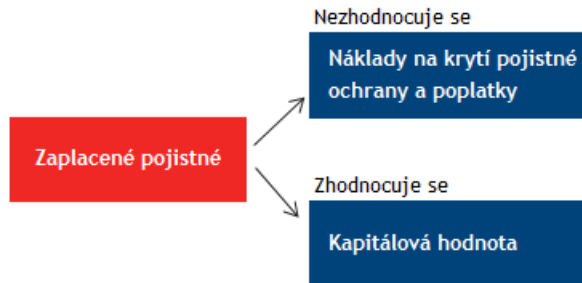 Nezhodnocuje se
Náklady na krytí pojistné
ochrany a poplatky
Zaplacené pojistné
Zhodnocuje se
Kapitálová hodnota